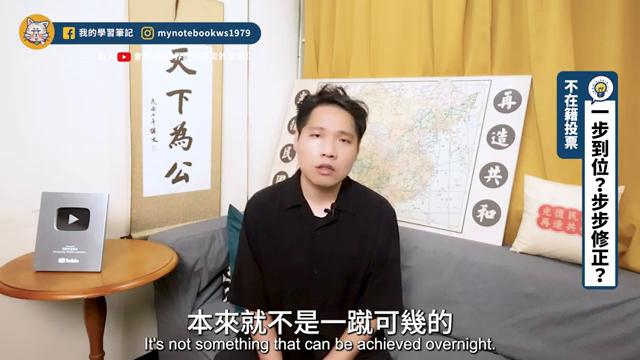 我的學習筆記 mynotebookws1979
天下為公
再造共和
YouTube
不在籍投票
一步到位?步步修正?
本來就不是一蹴可幾的
It's not something that can be achieved overnight.